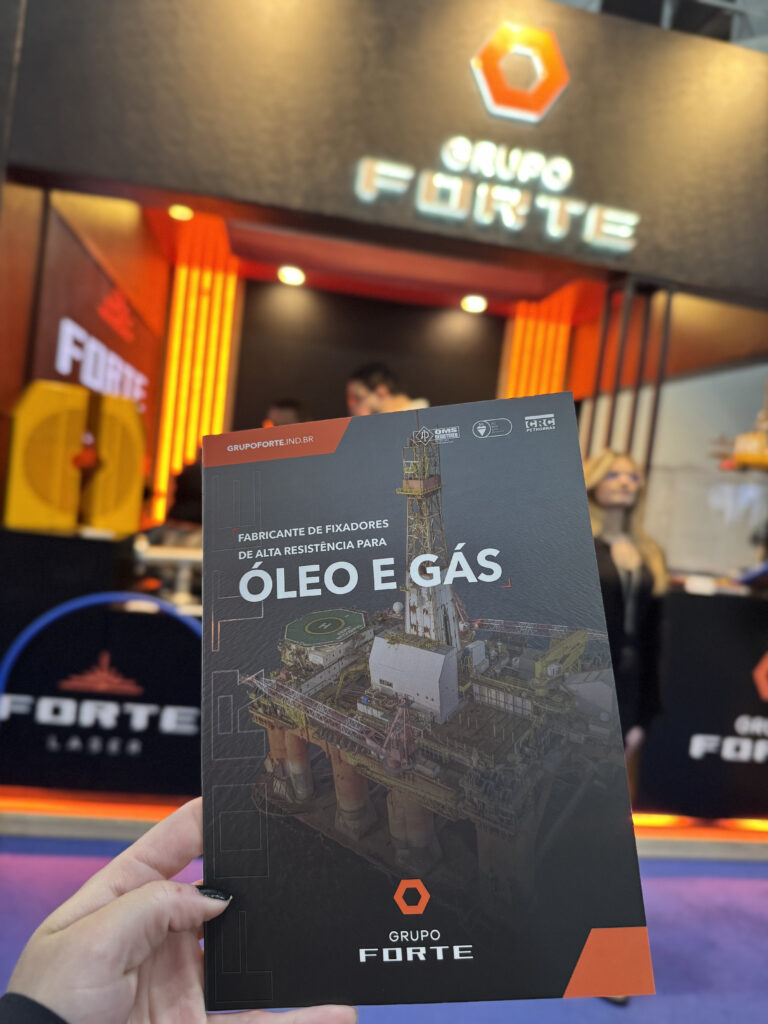 GRUPO
FORTE
FORTE
GRUPOFORTE.IND.BR
QMS
CRC
PETROBRAS
FABRICANTE DE FIXADORES
DE ALTA RESISTÊNCIA PARA
ÓLEO E GÁS
FORTE
FORTE
LASER
GRUPO
FORTE